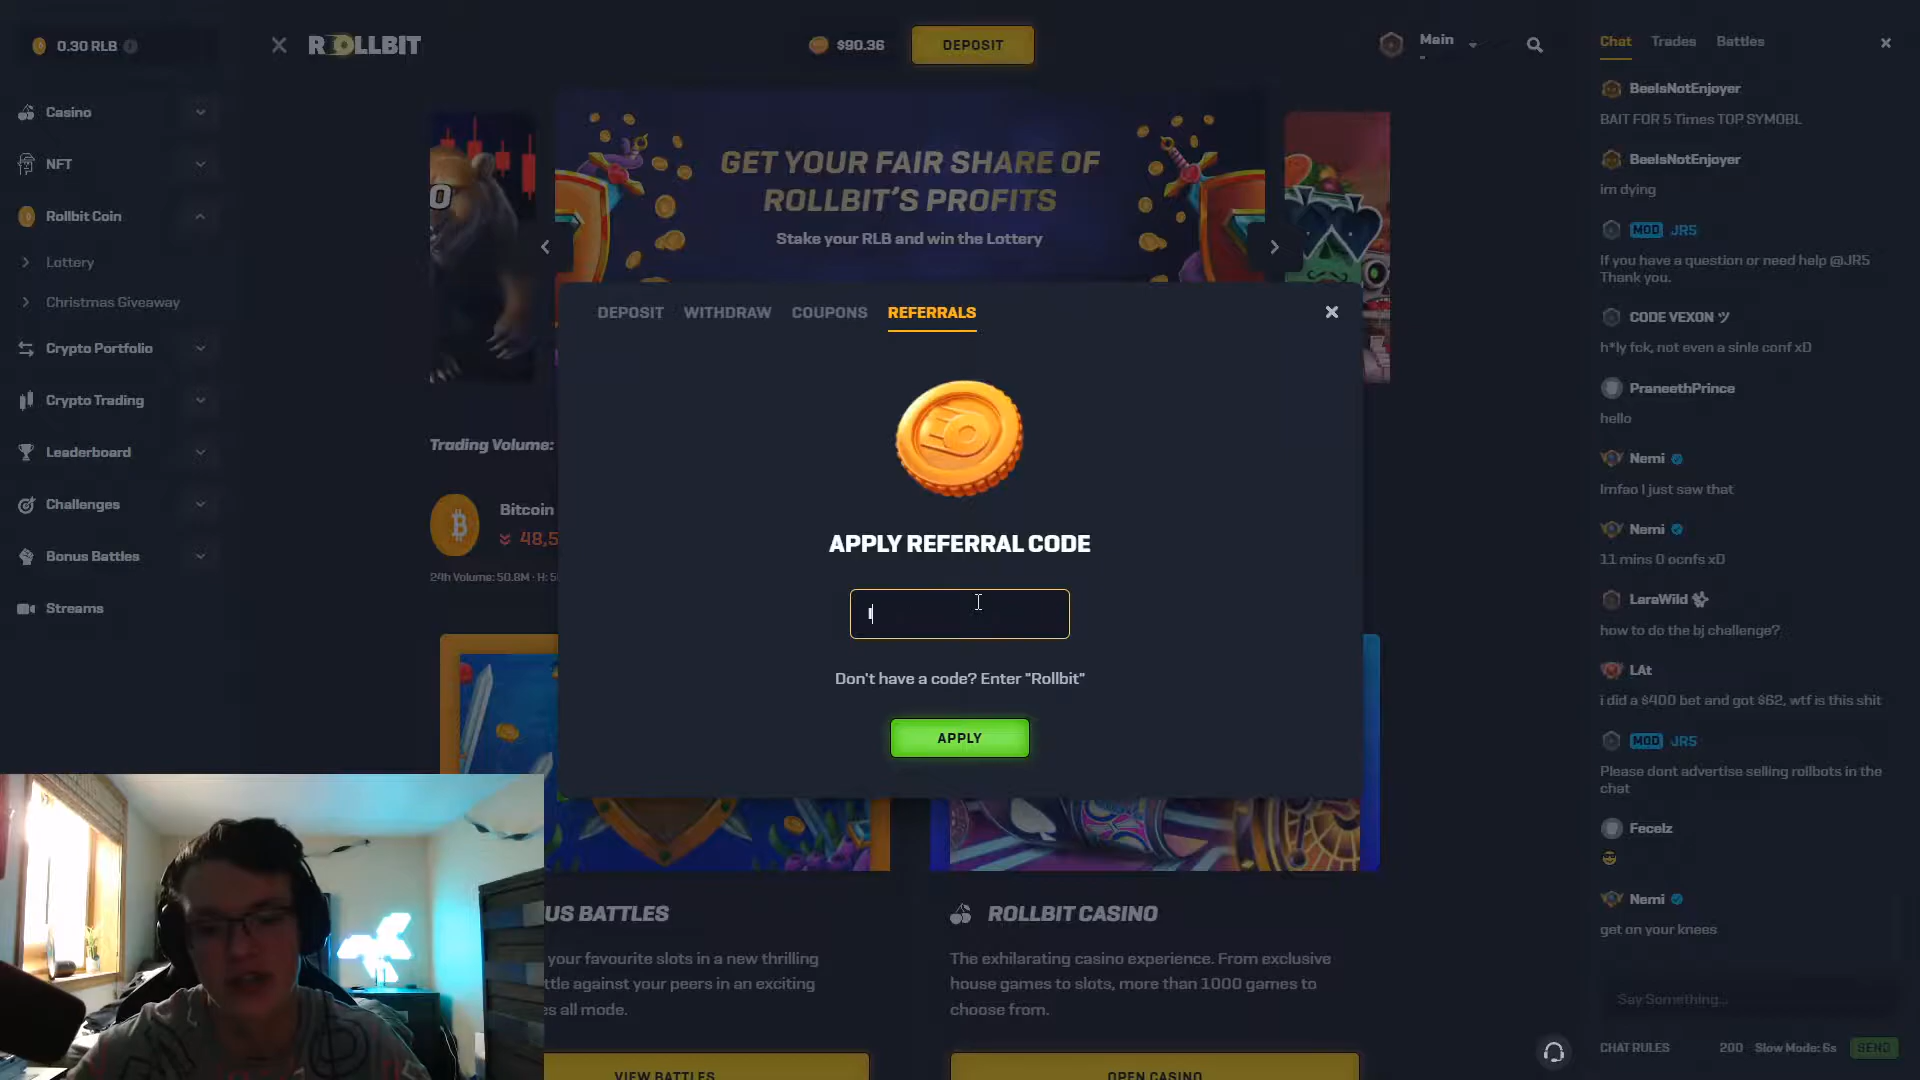 0.30 RLB
ROLLBIT
$90.36
DEPOSIT
Main
Casino
NFT
Rollbit Coin
Lottery
Christmas Giveaway
Crypto Portfolio
Crypto Trading
Leaderboard
Challenges
Bonus Battles
Streams
GET YOUR FAIR SHARE OF
ROLLBIT'S PROFITS
Stake your RLB and win the Lottery
DEPOSIT WITHDRAW COUPONS REFERRALS
APPLY REFERRAL CODE
Don't have a code? Enter "Rollbit"
APPLY
Trading Volume:
Bitcoin
48,5
24h Volume: 50.8M · H: 5
US BATTLES
your favourite slots in a new thrilling
ttle against your peers in an exciting
s all mode.
VIEW BATTLES
ROLLBIT CASINO
The exhilarating casino experience. From exclusive
house games to slots, more than 1000 games to
choose from.
OPEN CASINO
Chat Trades Battles
BeelsNotEnjoyer
BAIT FOR 5 Times TOP SYMOBL
BeelsNotEnjoyer
im dying
MOD JR5
If you have a question or need help @JR5
Thank you.
CODE VEXON ツ
h*ly fck, not even a sinle conf xD
PraneethPrince
hello
Nemi
lmfao I just saw that
Nemi
11 mins 0 ocnfs xD
LaraWild
how to do the bj challenge?
LAt
i did a $400 bet and got $62, wtf is this shit
MOD JR5
Please dont advertise selling rollbots in the
chat
Fecelz
Nemi
get on your knees
Say Something...
CHAT RULES 200 Slow Mode: 6s SEND